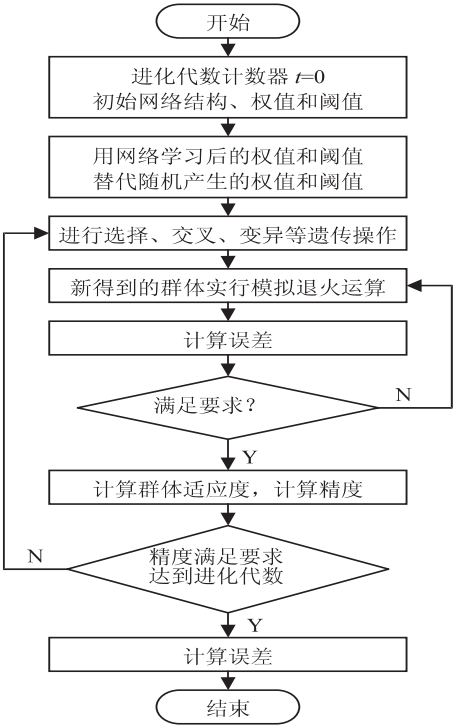 开始
进化代数计数器 t=0
初始网络结构、权值和阈值
用网络学习后的权值和阈值
替代随机产生的权值和阈值
进行选择、交叉、变异等遗传操作
新得到的群体实行模拟退火运算
计算误差
满足要求？
N
Y
计算群体适应度，计算精度
精度满足要求
达到进化代数
N
Y
计算误差
结束